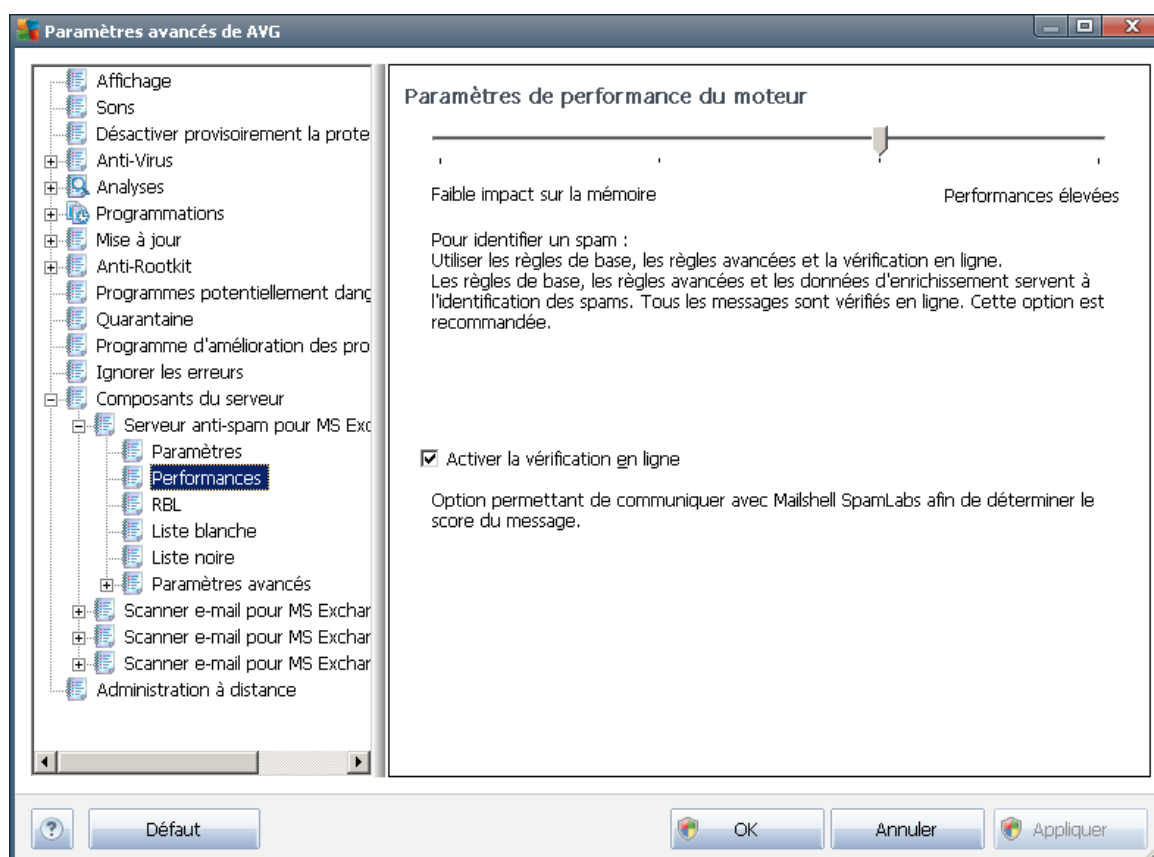 Paramètres avancés de AVG
Affichage
Sons
Désactiver provisoirement la prote
Anti-Virus
Analyses
Programmations
Mise à jour
Anti-Rootkit
Programmes potentiellement dang
Quarantaine
Programme d'amélioration des pro
Ignorer les erreurs
Composants du serveur
Serveur anti-spam pour MS Exc
Paramètres
Performances
RBL
Liste blanche
Liste noire
Paramètres avancés
Scanner e-mail pour MS Exchar
Scanner e-mail pour MS Exchar
Scanner e-mail pour MS Exchar
Administration à distance
Paramètres de performance du moteur
Faible impact sur la mémoire
Performances élevées
Pour identifier un spam :
Utiliser les règles de base, les règles avancées et la vérification en ligne.
Les règles de base, les règles avancées et les données d'enrichissement servent à
l'identification des spams. Tous les messages sont vérifiés en ligne. Cette option est
recommandée.
Activer la vérification en ligne
Option permettant de communiquer avec Mailshell SpamLabs afin de déterminer le
score du message.
?
Défaut
OK
Annuler
Appliquer